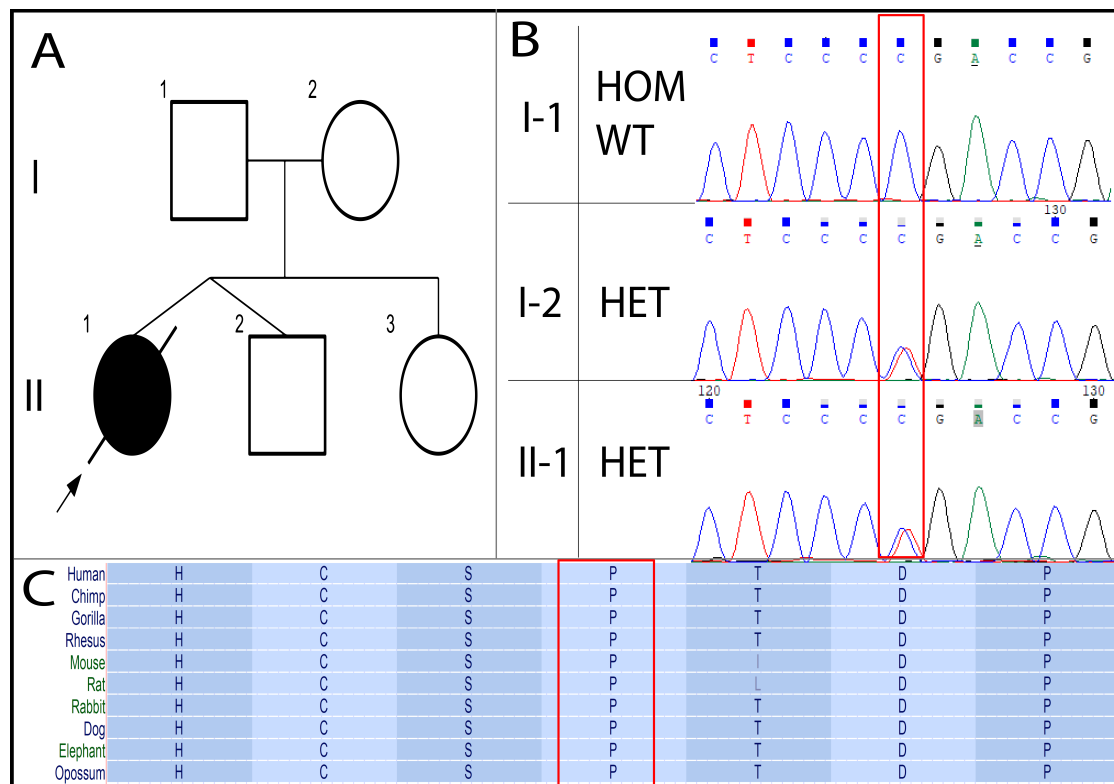 A
1
2
I
1
2
3
II
B
I-1
HOM
WT
C T C C C C G A C C G
130
I-2
HET
C T C C C C G A C C G
120
130
II-1
HET
C T C C C C G A C C G
C
Human H C S P T D P
Chimp H C S P T D P
Gorilla H C S P T D P
Rhesus H C S P T D P
Mouse H C S P I D P
Rat H C S P L D P
Rabbit H C S P T D P
Dog H C S P T D P
Elephant H C S P T D P
Opossum H C S P T D P